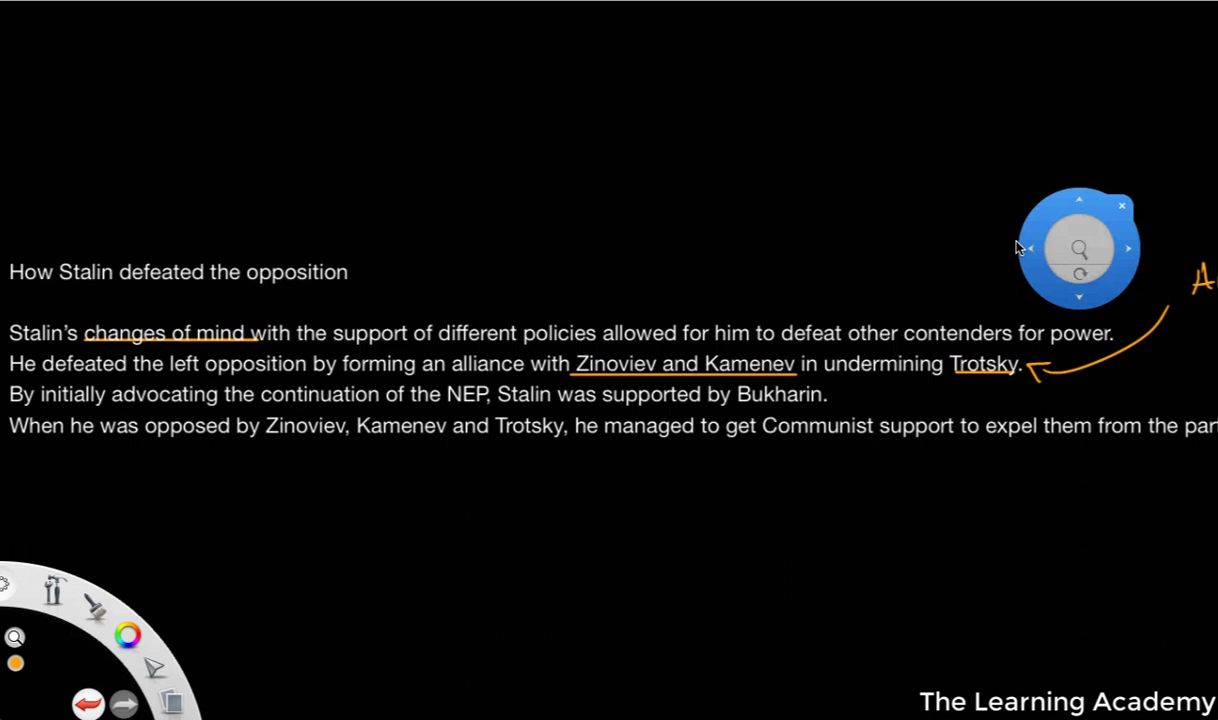 How Stalin defeated the opposition
Stalin's changes of mind with the support of different policies allowed for him to defeat other contenders for power.
He defeated the left opposition by forming an alliance with Zinoviev and Kamenev in undermining Trotsky.
By initially advocating the continuation of the NEP, Stalin was supported by Bukharin.
When he was opposed by Zinoviev, Kamenev and Trotsky, he managed to get Communist support to expel them from the
The Learning Academy